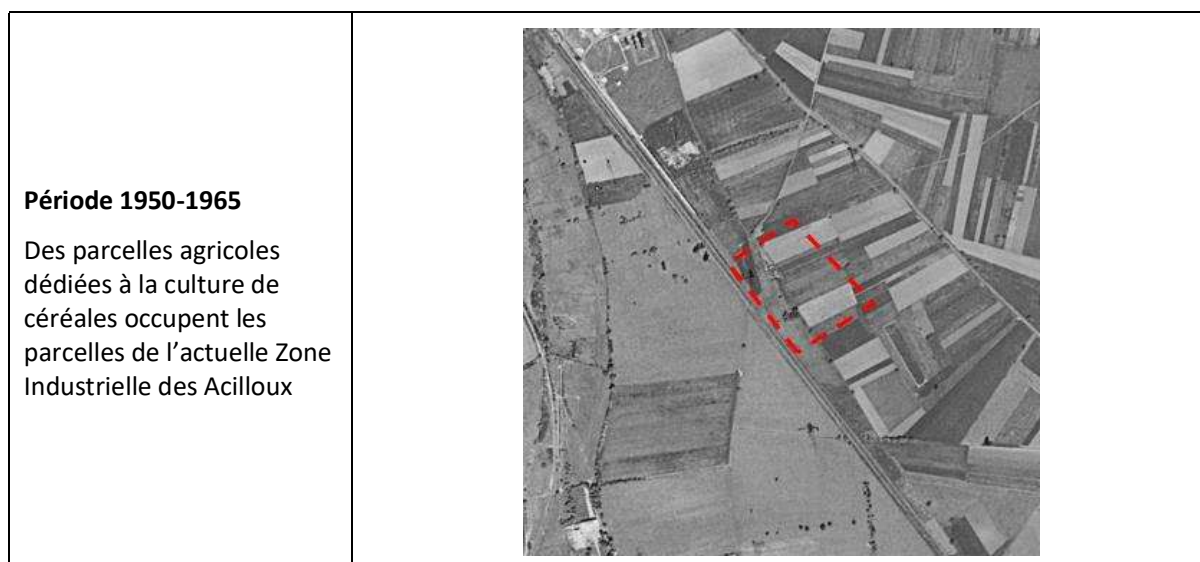 Période 1950-1965
Des parcelles agricoles
dédiées à la culture de
céréales occupent les
parcelles de l’actuelle Zone
Industrielle des Acilloux